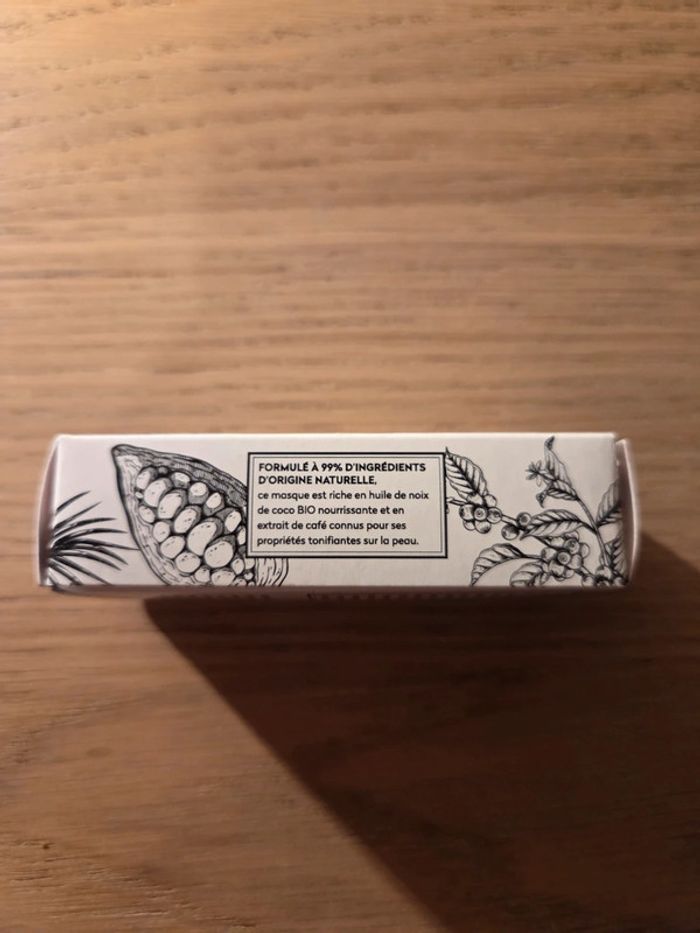 FORMULÉ À 99% D'INGRÉDIENTS
D'ORIGINE NATURELLE,
ce masque est riche en huile de noix
de coco BIO nourrissante et en
extrait de café connus pour ses
propriétés tonifiantes sur la peau.